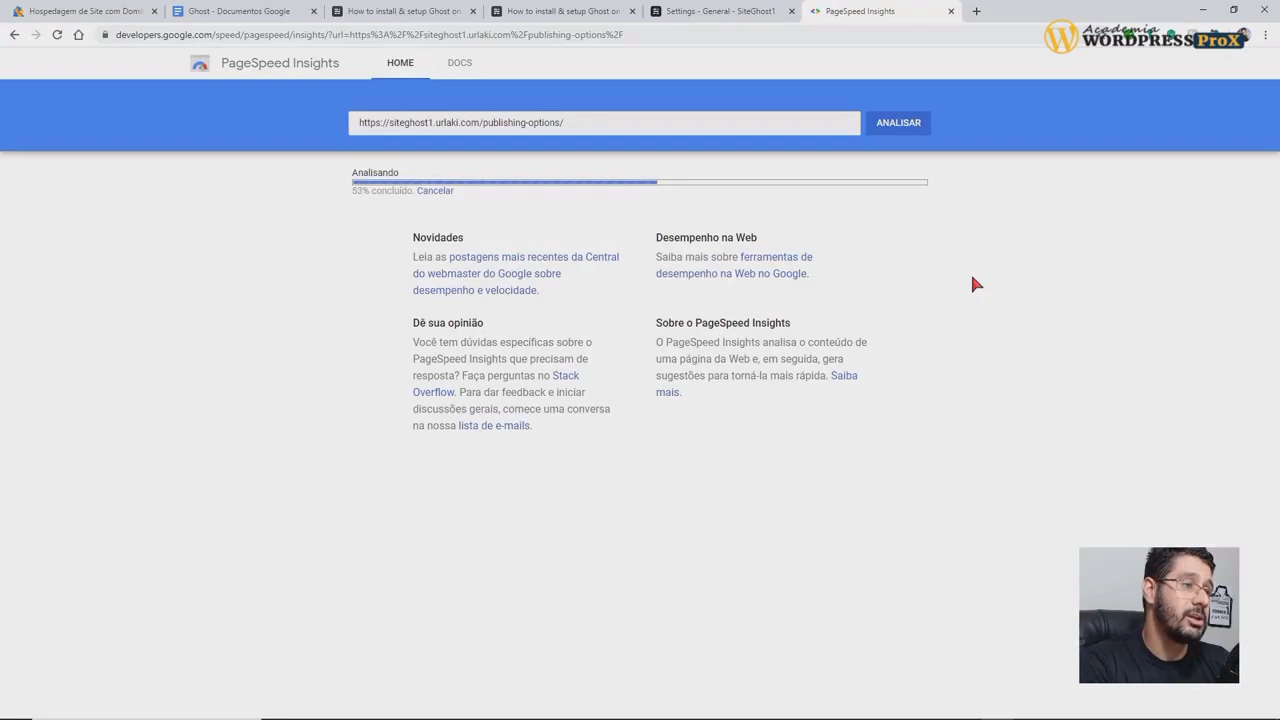 Hospedagem de Site com Domí
Ghost - Documentos Google
How to install & setup Ghost on
How to install & setup Ghost on
Settings - General - SiteGhost1
PageSpeed Insights
developers.google.com/speed/pagespeed/insights/?url=https%3A%2F%2Fsiteghost1.urlaki.com%2Fpublishing-options%2F
Academia
WORDPRESS ProX
PageSpeed Insights
HOME
DOCS
https://siteghost1.urlaki.com/publishing-options/
ANALISAR
Analisando
53% concluído. Cancelar
Novidades
Leia as postagens mais recentes da Central
do webmaster do Google sobre
desempenho e velocidade.
Desempenho na Web
Saiba mais sobre ferramentas de
desempenho na Web no Google.
Dê sua opinião
Você tem dúvidas específicas sobre o
PageSpeed Insights que precisam de
resposta? Faça perguntas no Stack
Overflow. Para dar feedback e iniciar
discussões gerais, comece uma conversa
na nossa lista de e-mails.
Sobre o PageSpeed Insights
O PageSpeed Insights analisa o conteúdo de
uma página da Web e, em seguida, gera
sugestões para torná-la mais rápida. Saiba
mais.